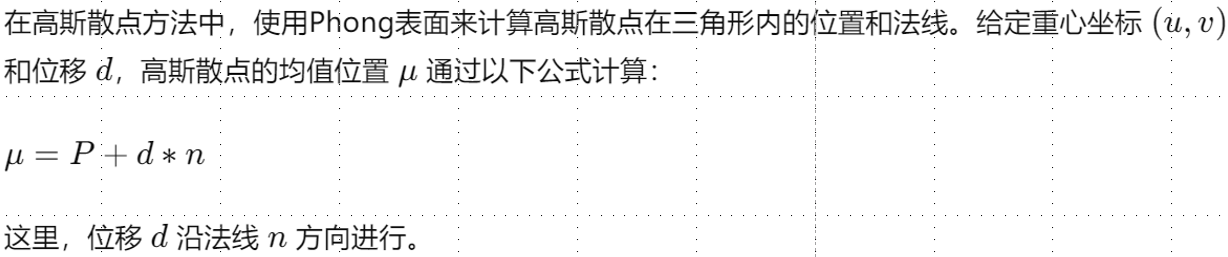 在高斯散点方法中，使用Phong表面来计算高斯散点在三角形内的位置和法线。给定重心坐标 (u, v)
和位移 d，高斯散点的均值位置 μ 通过以下公式计算：
μ = P + d * n
这里，位移 d 沿法线 n 方向进行。